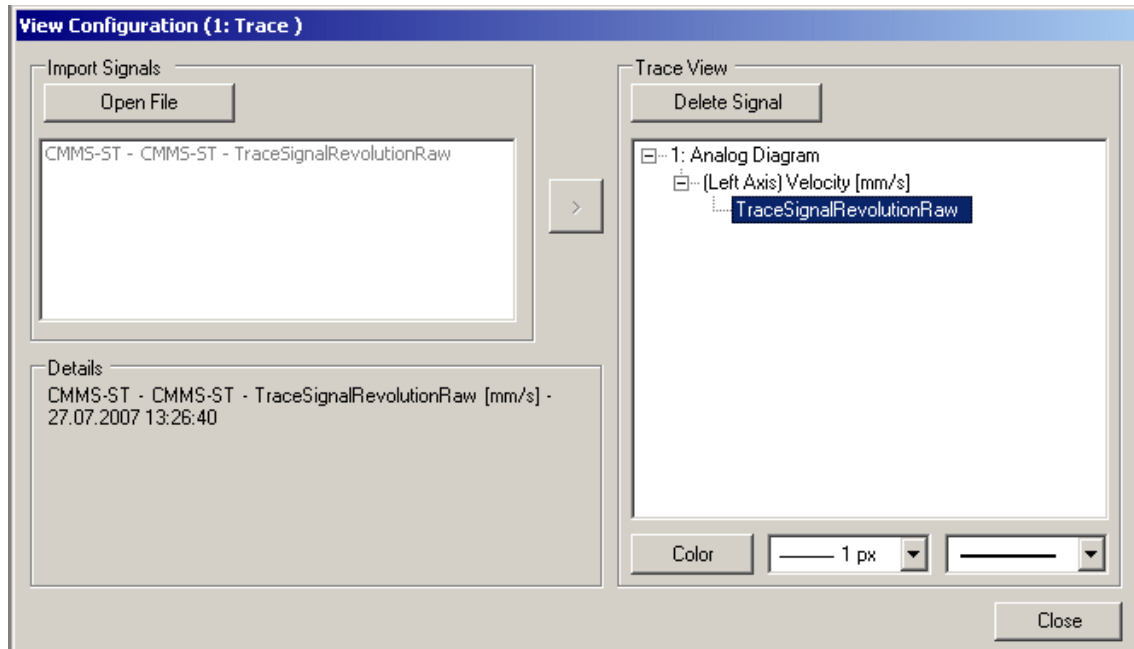 View Configuration (1: Trace )
Import Signals
Open File
CMMS-ST - CMMS-ST - TraceSignalRevolutionRaw
>
Details
CMMS-ST - CMMS-ST - TraceSignalRevolutionRaw [mm/s] -
27.07.2007 13:26:40
Trace View
Delete Signal
1: Analog Diagram
(Left Axis) Velocity [mm/s]
TraceSignalRevolutionRaw
Color
1 px
Close